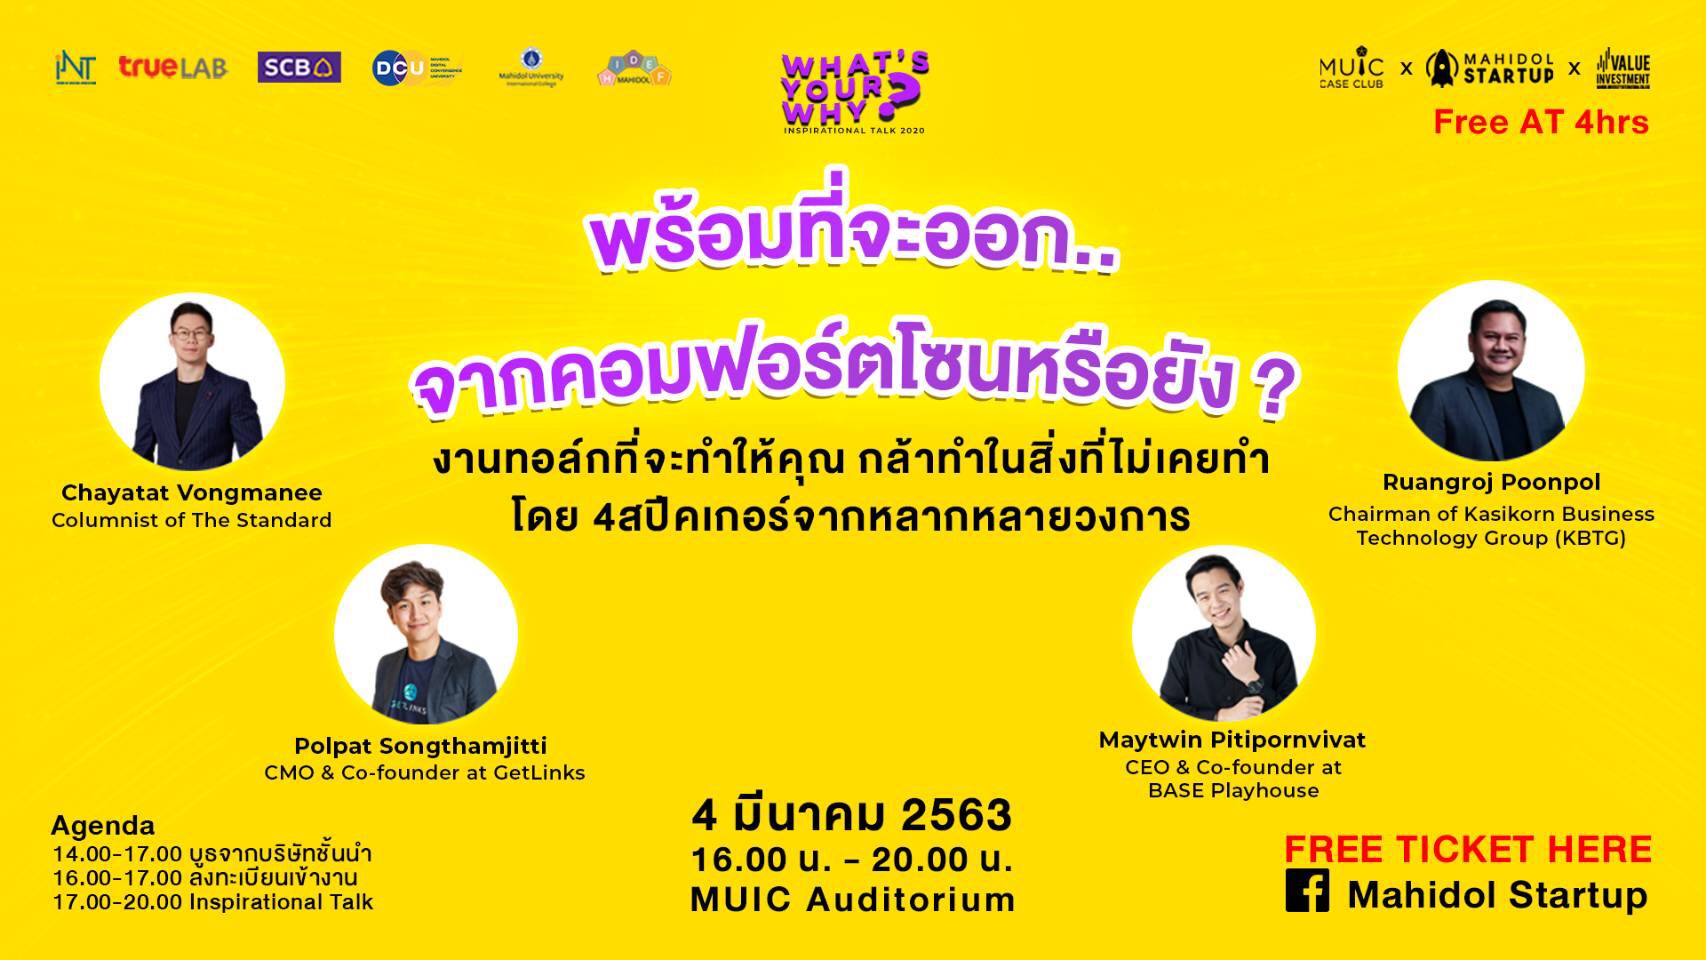 iNT
true LAB
SCB
DCU
MAHIDOL
DIGITAL
CONVERGENCE
UNIVERSITY
Mahidol University
International College
HIDEF
MAHIDOL
WHAT'S
YOUR
WHY?
INSPIRATIONAL TALK 2020
MUIC
CASE CLUB
X
MAHIDOL
STARTUP
X
VALUE
INVESTMENT
Free AT 4hrs
พร้อมที่จะออก..
จากคอมฟอร์ตโซนหรือยัง ?
งานทอล์กที่จะทำให้คุณ กล้าทำในสิ่งที่ไม่เคยทำ
โดย 4สปีคเกอร์จากหลากหลายวงการ
Chayatat Vongmanee
Columnist of The Standard
Ruangroj Poonpol
Chairman of Kasikorn Business
Technology Group (KBTG)
GETLINKS
Polpat Songthamjitti
CMO & Co-founder at GetLinks
Maytwin Pitipornvivat
CEO & Co-founder at
BASE Playhouse
Agenda
14.00-17.00 บูธจากบริษัทชั้นนำ
16.00-17.00 ลงทะเบียนเข้างาน
17.00-20.00 Inspirational Talk
4 มีนาคม 2563
16.00 น. - 20.00 น.
MUIC Auditorium
FREE TICKET HERE
Mahidol Startup